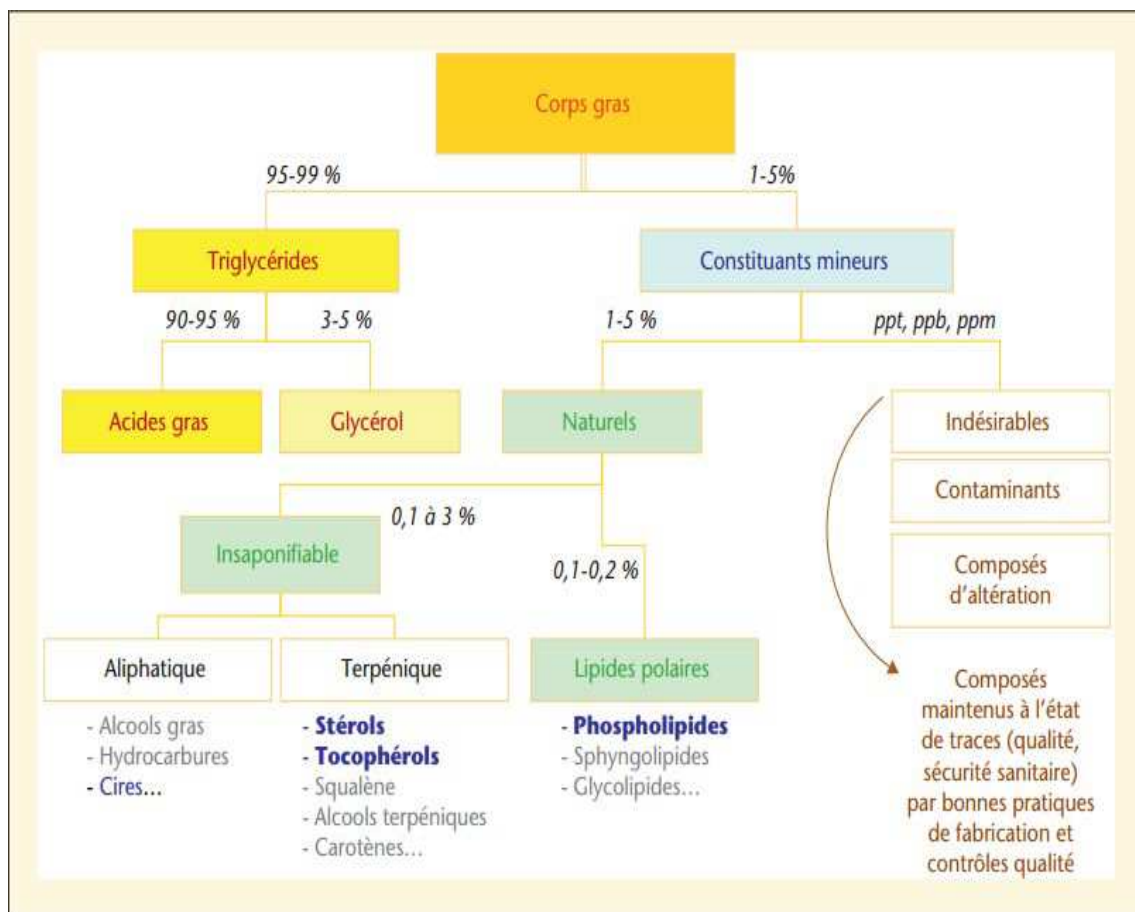 Corps gras
95-99 %
1-5%
Triglycérides
Constituants mineurs
90-95 %
3-5 %
1-5 %
ppt, ppb, ppm
Acides gras
Glycérol
Naturels
Indésirables
Contaminants
0,1 à 3 %
Insaponifiable
0,1-0,2 %
Composés
d'altération
Aliphatique
Terpénique
Lipides polaires
- Alcools gras
- Hydrocarbures
- Cires...
- Stérols
- Tocophérols
- Squalène
- Alcools terpéniques
- Carotènes...
- Phospholipides
- Sphyngolipides
- Glycolipides...
Composés
maintenus à l'état
de traces (qualité,
sécurité sanitaire)
par bonnes pratiques
de fabrication et
contrôles qualité